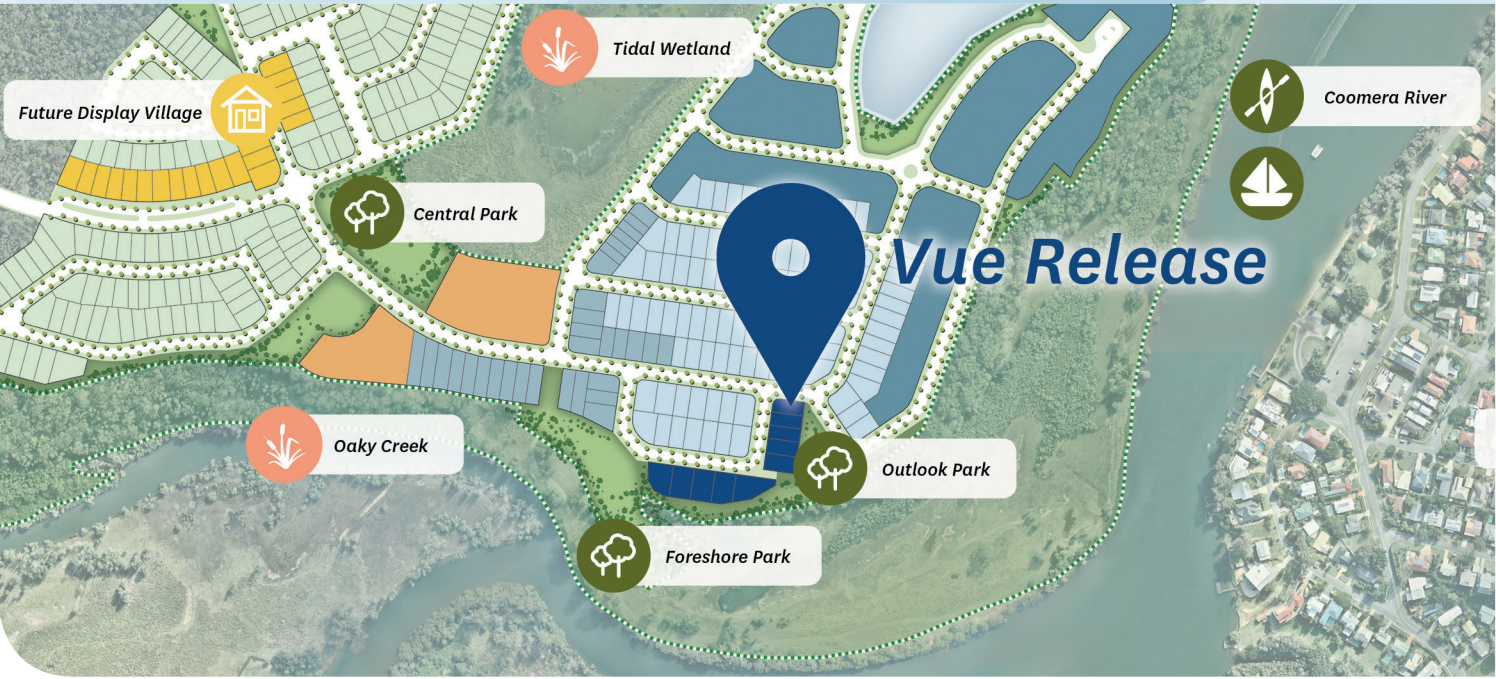 Tidal Wetland
Future Display Village
Coomera River
Central Park
Vue Release
Oaky Creek
Outlook Park
Foreshore Park